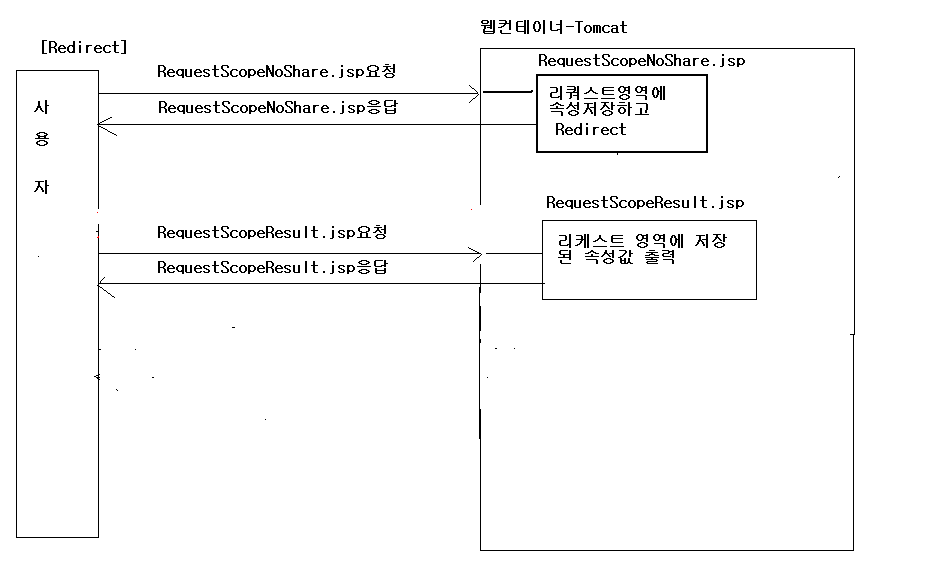 웹컨테이너-Tomcat
[Redirect]
RequestScopeNoShare.jsp
RequestScopeNoShare.jsp요청
사
용
자
리쿼스트영역에
속성저장하고
Redirect
RequestScopeNoShare.jsp응답
RequestScopeResult.jsp
RequestScopeResult.jsp요청
리케스트 영역에 저장
된 속성값 출력
RequestScopeResult.jsp응답